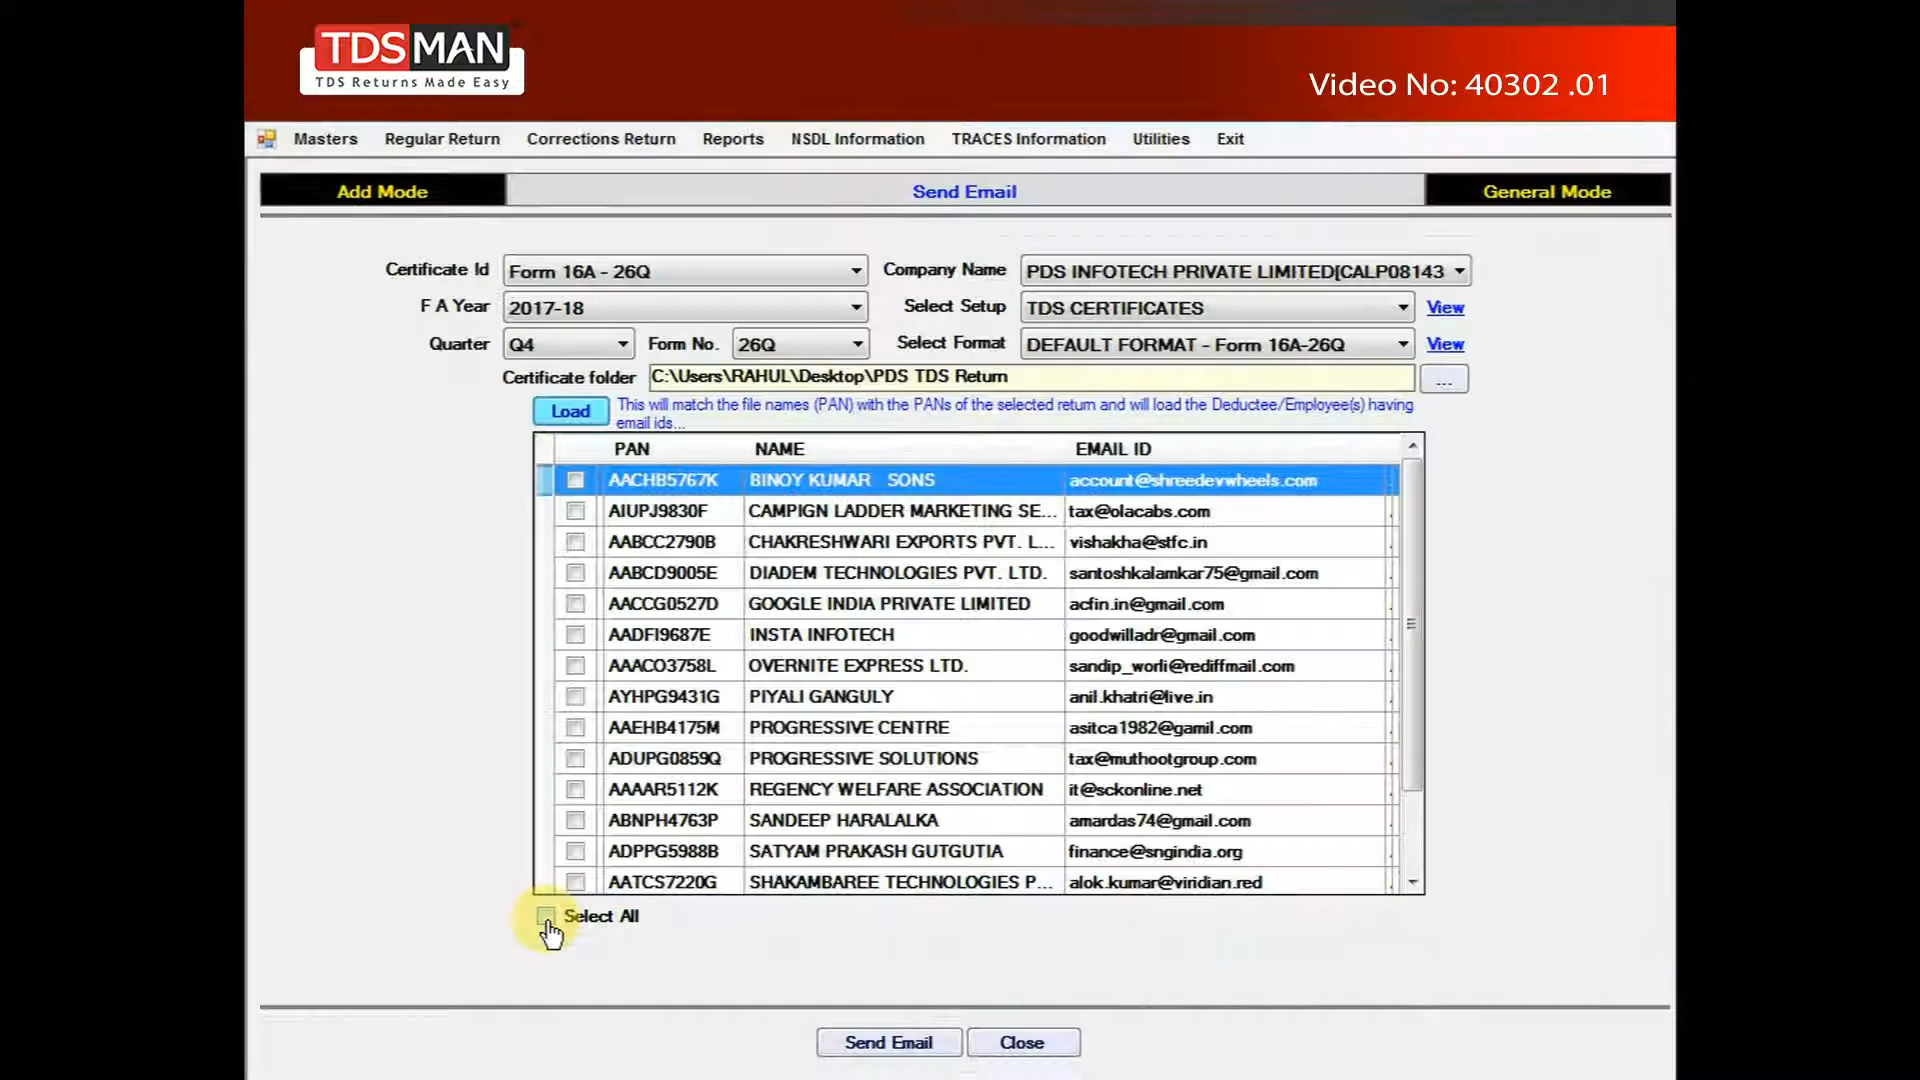 TDSMAN
TDS Returns Made Easy
Video No: 40302 .01
Masters Regular Return Corrections Return Reports NSDL Information TRACES Information Utilities Exit
Add Mode Send Email General Mode
Certificate Id Form 16A - 26Q Company Name PDS INFOTECH PRIVATE LIMITED[CALP08143
F A Year 2017-18 Select Setup TDS CERTIFICATES View
Quarter Q4 Form No. 26Q Select Format DEFAULT FORMAT - Form 16A-26Q View
Certificate folder C:\Users\RAHUL\Desktop\PDS TDS Return ...
Load This will match the file names (PAN) with the PANs of the selected return and will load the Deductee/Employee(s) having
email ids...
PAN NAME EMAIL ID
AACHB5767K BINOY KUMAR SONS account@shreedevwheels.com
AIUPJ9830F CAMPIGN LADDER MARKETING SE... tax@olacabs.com
AABCC2790B CHAKRESHWARI EXPORTS PVT. L... vishakha@stfc.in
AABCD9005E DIADEM TECHNOLOGIES PVT. LTD. santoshkalamkar75@gmail.com
AACCG0527D GOOGLE INDIA PRIVATE LIMITED acfin.in@gmail.com
AADFI9687E INSTA INFOTECH goodwilladr@gmail.com
AAACO3758L OVERNITE EXPRESS LTD. sandip_worli@rediffmail.com
AYHPG9431G PIYALI GANGULY anil.khatri@live.in
AAEHB4175M PROGRESSIVE CENTRE asitca1982@gamil.com
ADUPG0859Q PROGRESSIVE SOLUTIONS tax@muthootgroup.com
AAAAR5112K REGENCY WELFARE ASSOCIATION it@sckonline.net
ABNPH4763P SANDEEP HARALALKA amardas74@gmail.com
ADPPG5988B SATYAM PRAKASH GUTGUTIA finance@sngindia.org
AATCS7220G SHAKAMBAREE TECHNOLOGIES P... alok.kumar@viridian.red
Select All
Send Email Close